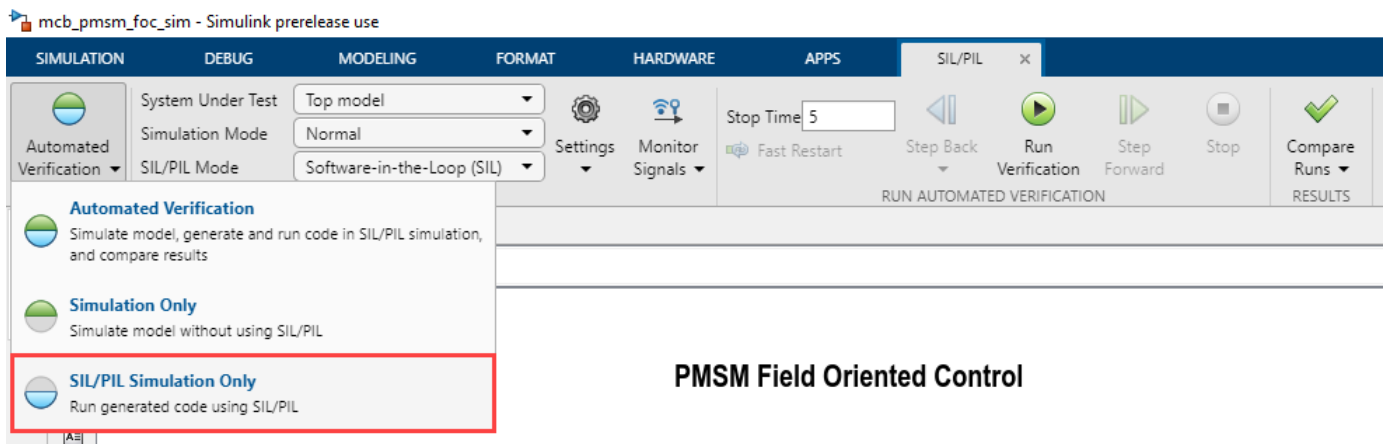 mcb_pmsm_foc_sim - Simulink prerelease use
SIMULATION DEBUG MODELING FORMAT HARDWARE APPS SIL/PIL
System Under Test Top model
Simulation Mode Normal
SIL/PIL Mode Software-in-the-Loop (SIL)
Automated
Verification
Settings
Monitor
Signals
Stop Time 5
Fast Restart
Step Back
Run
Verification
Step
Forward
Stop
Compare
Runs
RUN AUTOMATED VERIFICATION
RESULTS
Automated Verification
Simulate model, generate and run code in SIL/PIL simulation,
and compare results
Simulation Only
Simulate model without using SIL/PIL
SIL/PIL Simulation Only
Run generated code using SIL/PIL
PMSM Field Oriented Control